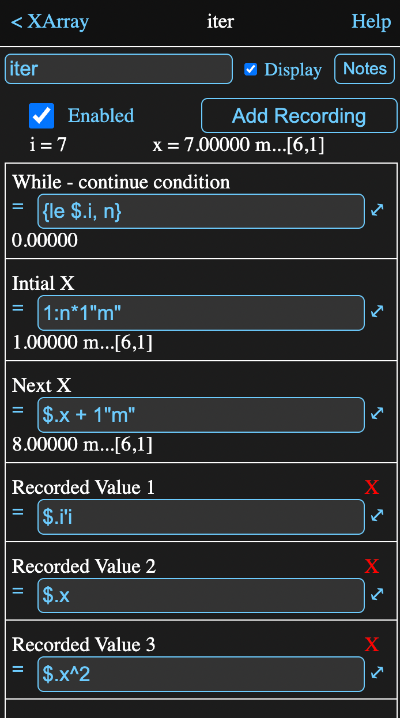 < XArray iter Help
iter Display Notes
Enabled Add Recording
i = 7 x = 7.00000 m...[6,1]
While - continue condition
= {le $.i, n}
0.00000
Intial X
= 1:n*1"m"
1.00000 m...[6,1]
Next X
= $.x + 1"m"
8.00000 m...[6,1]
Recorded Value 1 X
= $.i'i
Recorded Value 2 X
= $.x
Recorded Value 3 X
= $.x^2